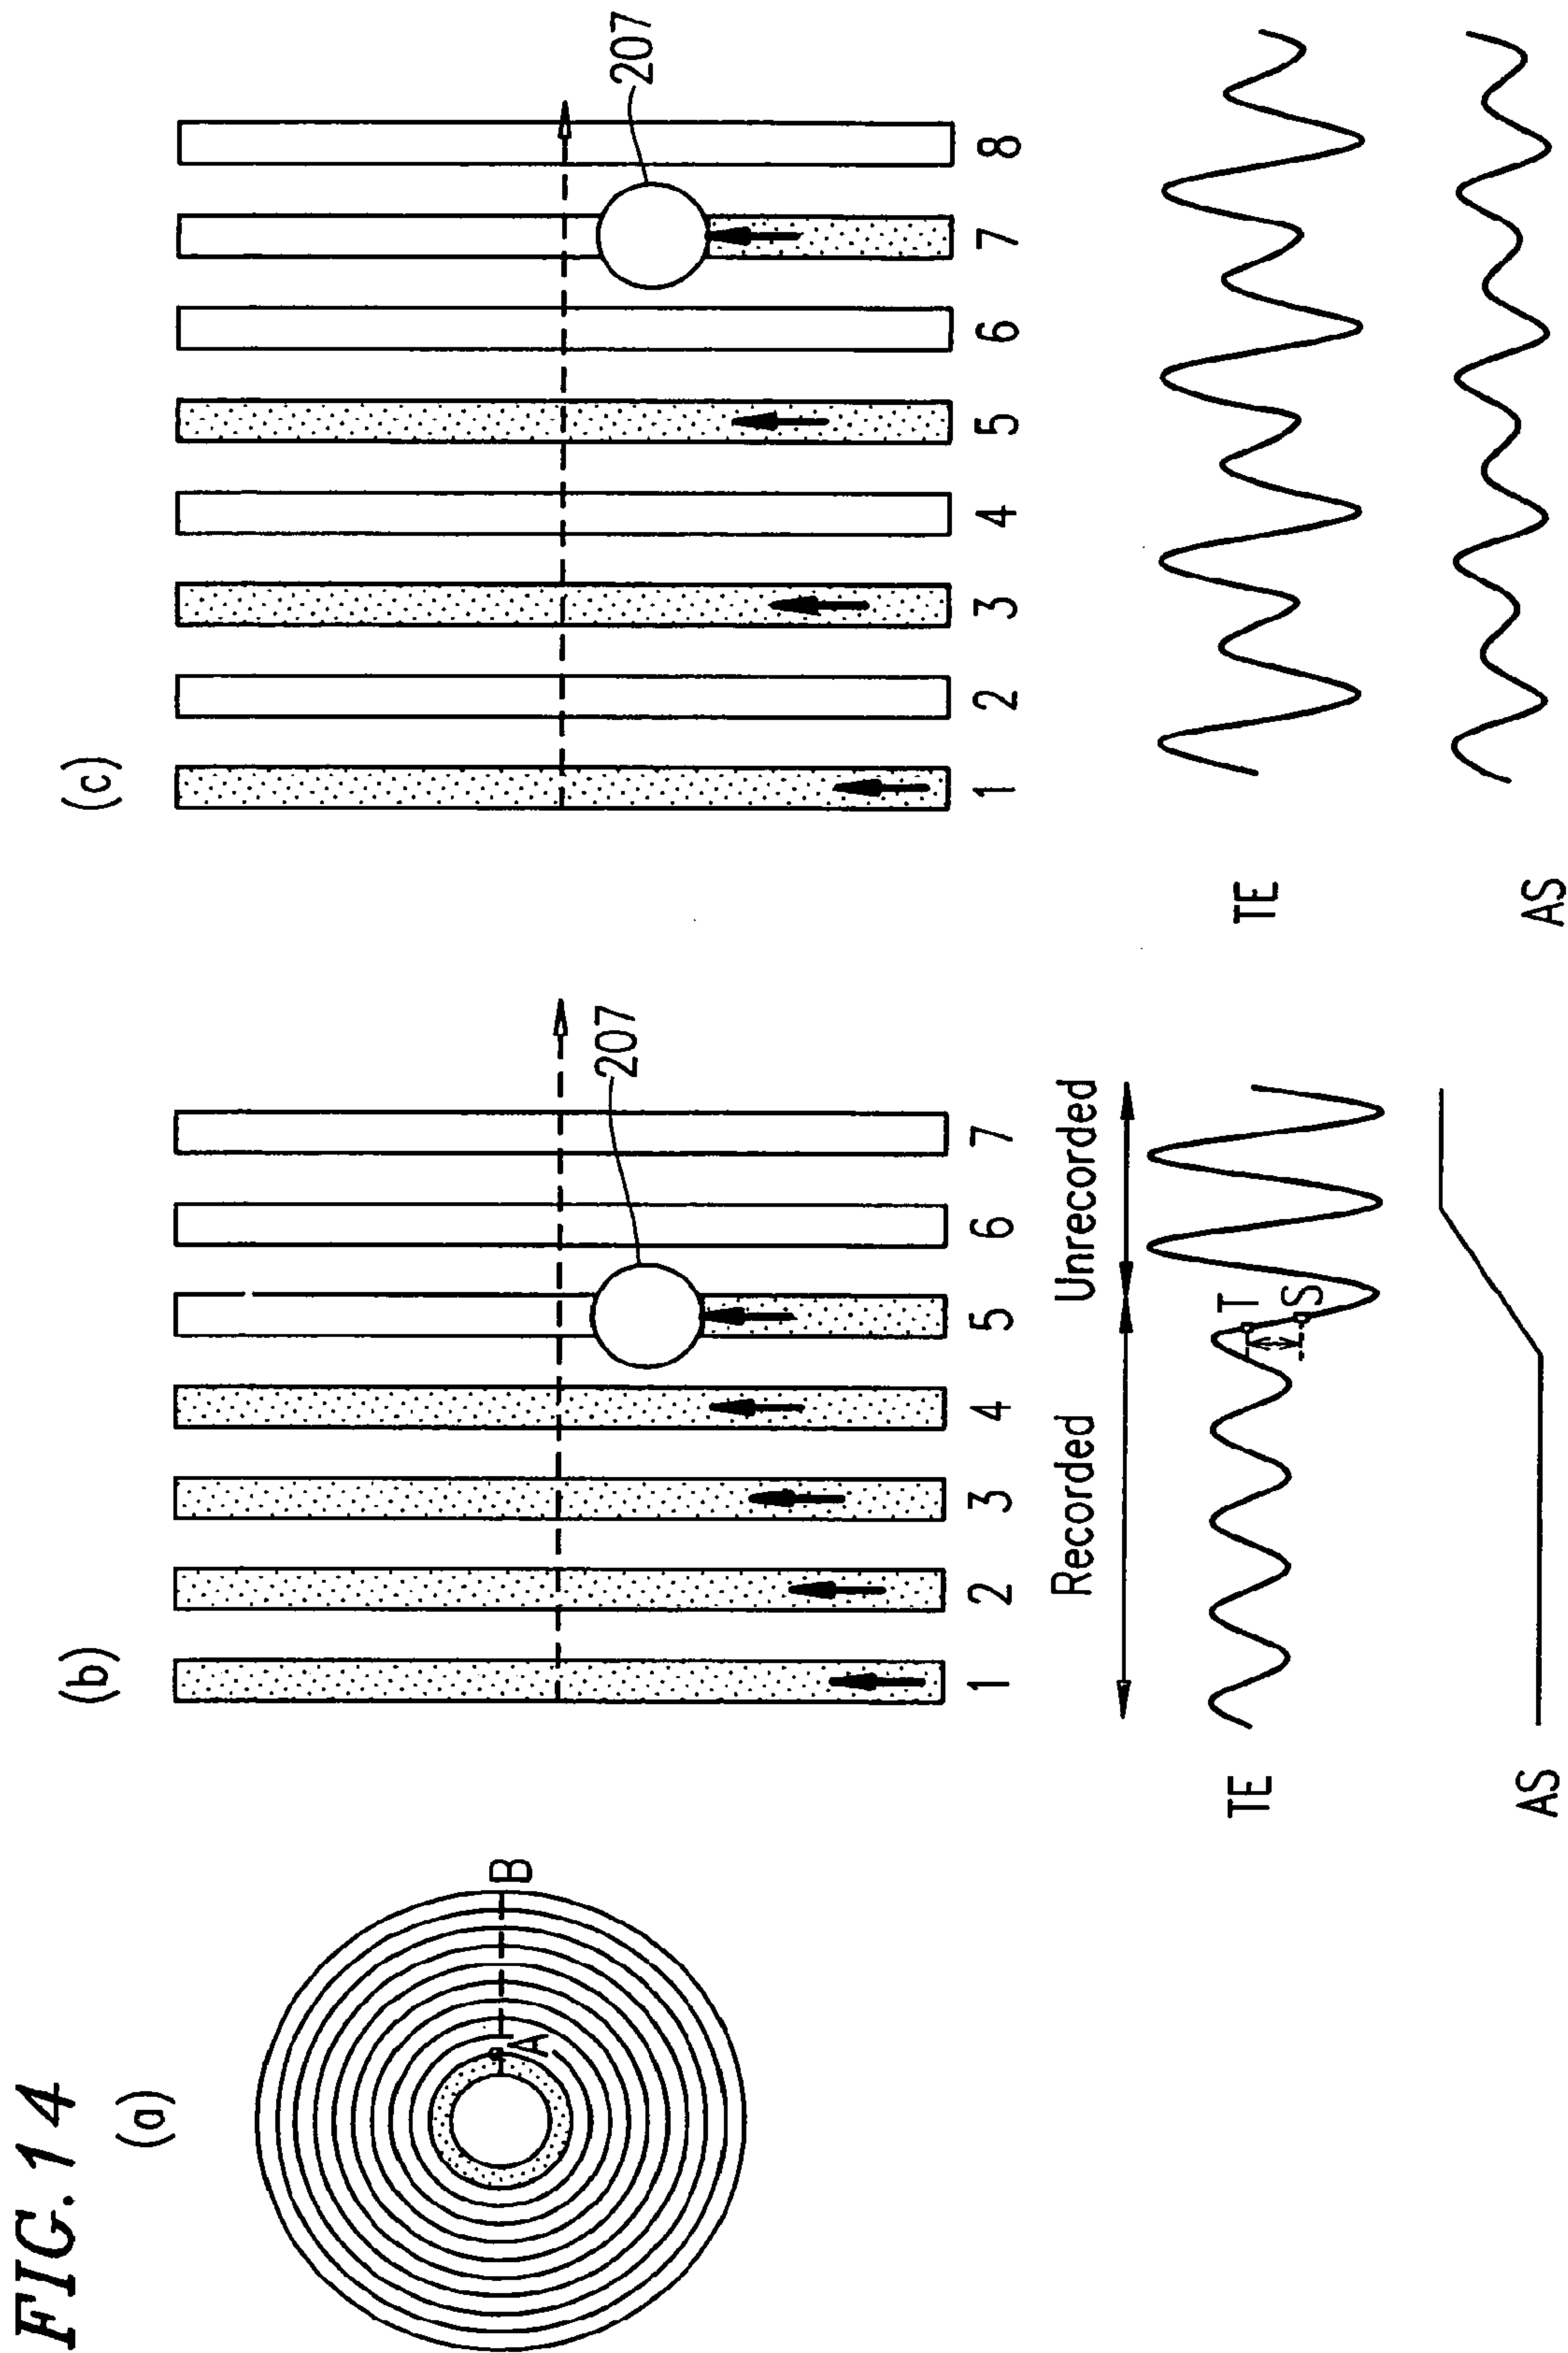 FIG. 14
(a)
A
B
(b)
207
1 2 3 4 5 6 7
Recorded
Unrecorded
TE
T
S
AS
(c)
207
1 2 3 4 5 6 7 8
TE
AS